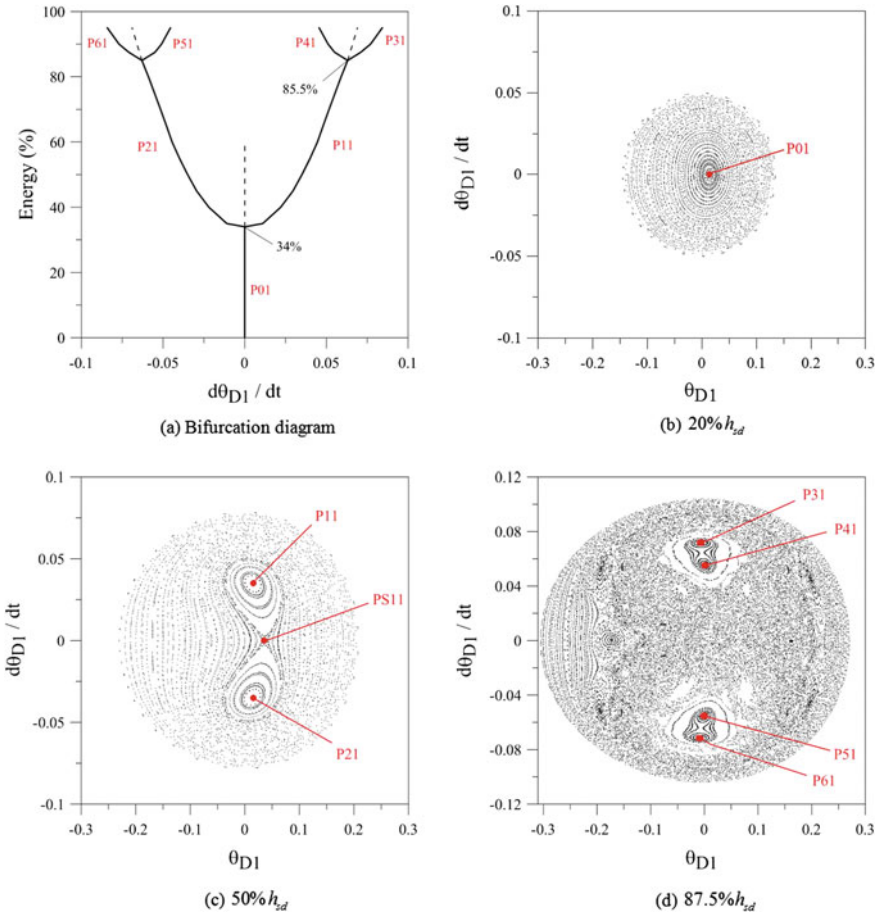 100
80
60
40
20
0
Energy (%)
P61
P51
P41
P31
85.5%
P21
P11
34%
P01
-0.1
-0.05
0
0.05
0.1
dθD1 / dt
(a) Bifurcation diagram
0.1
0.05
0
-0.05
-0.1
dθD1 / dt
P01
-0.3
-0.2
-0.1
0
0.1
0.2
0.3
θD1
(b) 20%hsd
0.1
0.05
0
-0.05
-0.1
dθD1 / dt
P11
PS11
P21
-0.3
-0.2
-0.1
0
0.1
0.2
0.3
θD1
(c) 50%hsd
0.12
0.08
0.04
0
-0.04
-0.08
-0.12
dθD1 / dt
P31
P41
P51
P61
-0.3
-0.2
-0.1
0
0.1
0.2
0.3
θD1
(d) 87.5%hsd